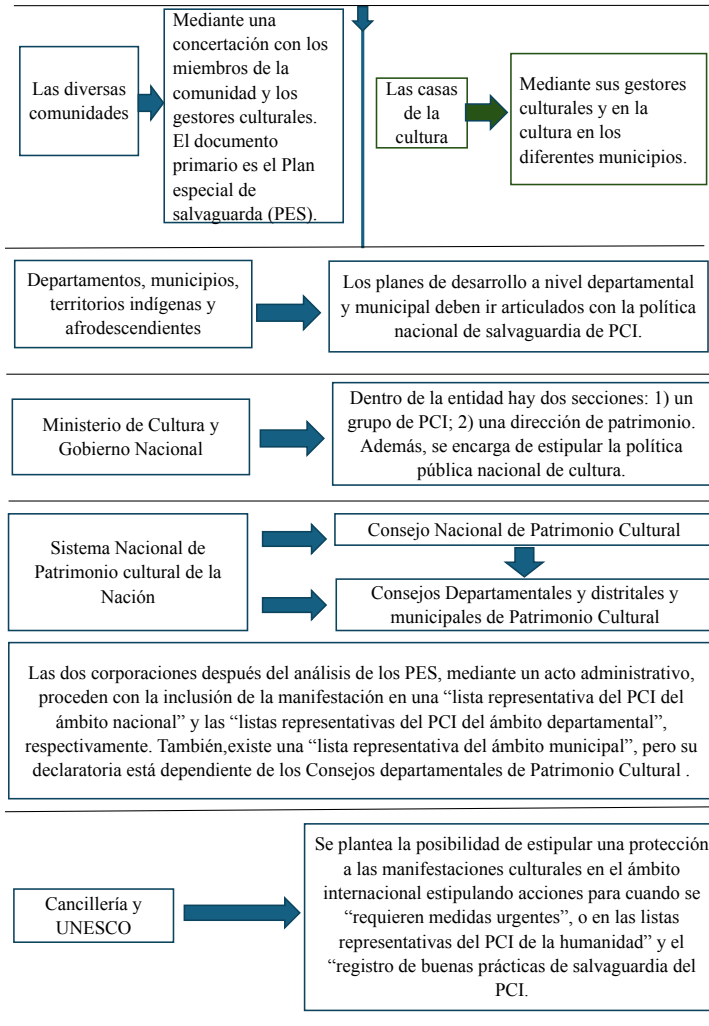 Las diversas
comunidades
Mediante una
concertación con los
miembros de la
comunidad y los
gestores culturales.
El documento
primario es el Plan
especial de
salvaguarda (PES).
Las casas
de la
cultura
Mediante sus gestores
culturales y en la
cultura en los
diferentes municipios.
Departamentos, municipios,
territorios indígenas y
afrodescendientes
Los planes de desarrollo a nivel departamental
y municipal deben ir articulados con la política
nacional de salvaguardia de PCI.
Ministerio de Cultura y
Gobierno Nacional
Dentro de la entidad hay dos secciones: 1) un
grupo de PCI; 2) una dirección de patrimonio.
Además, se encarga de estipular la política
pública nacional de cultura.
Sistema Nacional de
Patrimonio cultural de la
Nación
Consejo Nacional de Patrimonio Cultural
Consejos Departamentales y distritales y
municipales de Patrimonio Cultural
Las dos corporaciones después del análisis de los PES, mediante un acto administrativo,
proceden con la inclusión de la manifestación en una “lista representativa del PCI del
ámbito nacional” y las “listas representativas del PCI del ámbito departamental”,
respectivamente. También,existe una “lista representativa del ámbito municipal”, pero su
declaratoria está dependiente de los Consejos departamentales de Patrimonio Cultural .
Cancillería y
UNESCO
Se plantea la posibilidad de estipular una protección
a las manifestaciones culturales en el ámbito
internacional estipulando acciones para cuando se
“requieren medidas urgentes”, o en las listas
representativas del PCI de la humanidad” y el
“registro de buenas prácticas de salvaguardia del
PCI.